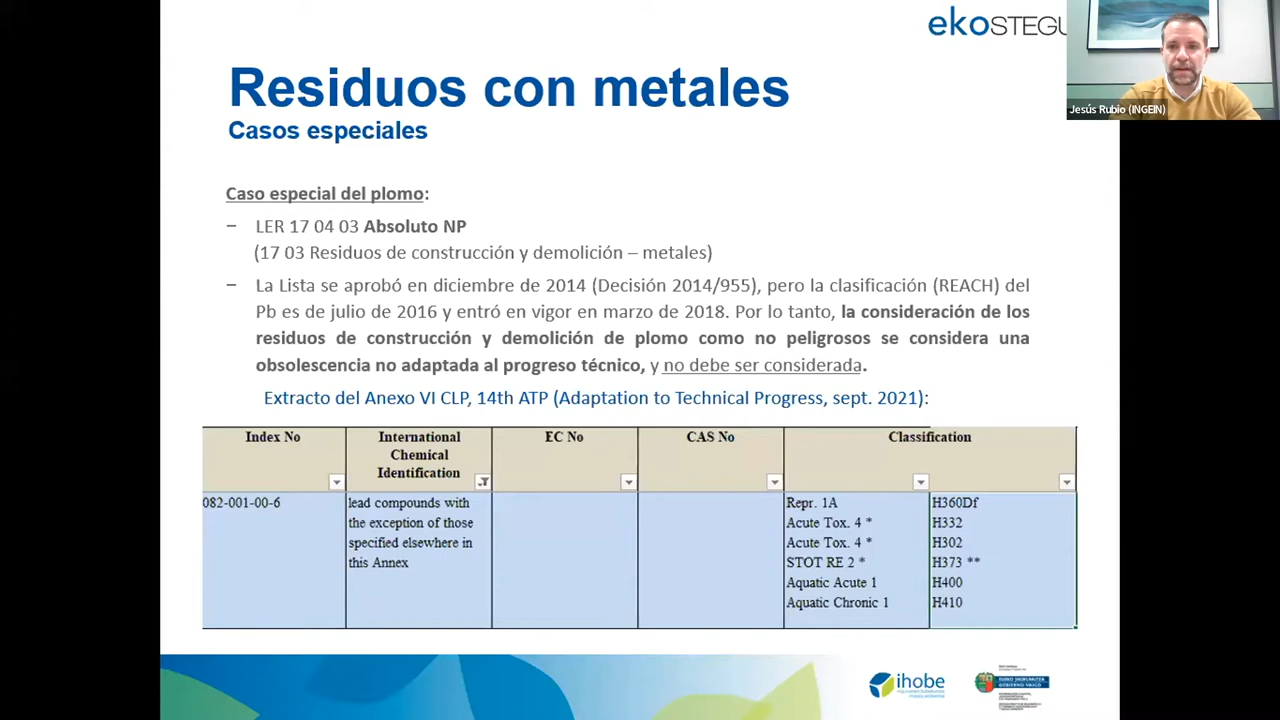 ekOSTEGU
Jesús Rubio (INGEIN)
Residuos con metales
Casos especiales
Caso especial del plomo:
− LER 17 04 03 Absoluto NP
(17 03 Residuos de construcción y demolición – metales)
− La Lista se aprobó en diciembre de 2014 (Decisión 2014/955), pero la clasificación (REACH) del
Pb es de julio de 2016 y entró en vigor en marzo de 2018. Por lo tanto, la consideración de los
residuos de construcción y demolición de plomo como no peligrosos se considera una
obsolescencia no adaptada al progreso técnico, y no debe ser considerada.
Extracto del Anexo VI CLP, 14th ATP (Adaptation to Technical Progress, sept. 2021):
Index No International Chemical Identification EC No CAS No Classification
082-001-00-6 lead compounds with Repr. 1A H360Df
the exception of those Acute Tox. 4 * H332
specified elsewhere in Acute Tox. 4 * H302
this Annex STOT RE 2 * H373 **
Aquatic Acute 1 H400
Aquatic Chronic 1 H410
ihobe
EUSKO JAURLARITZA
GOBIERNO VASCO